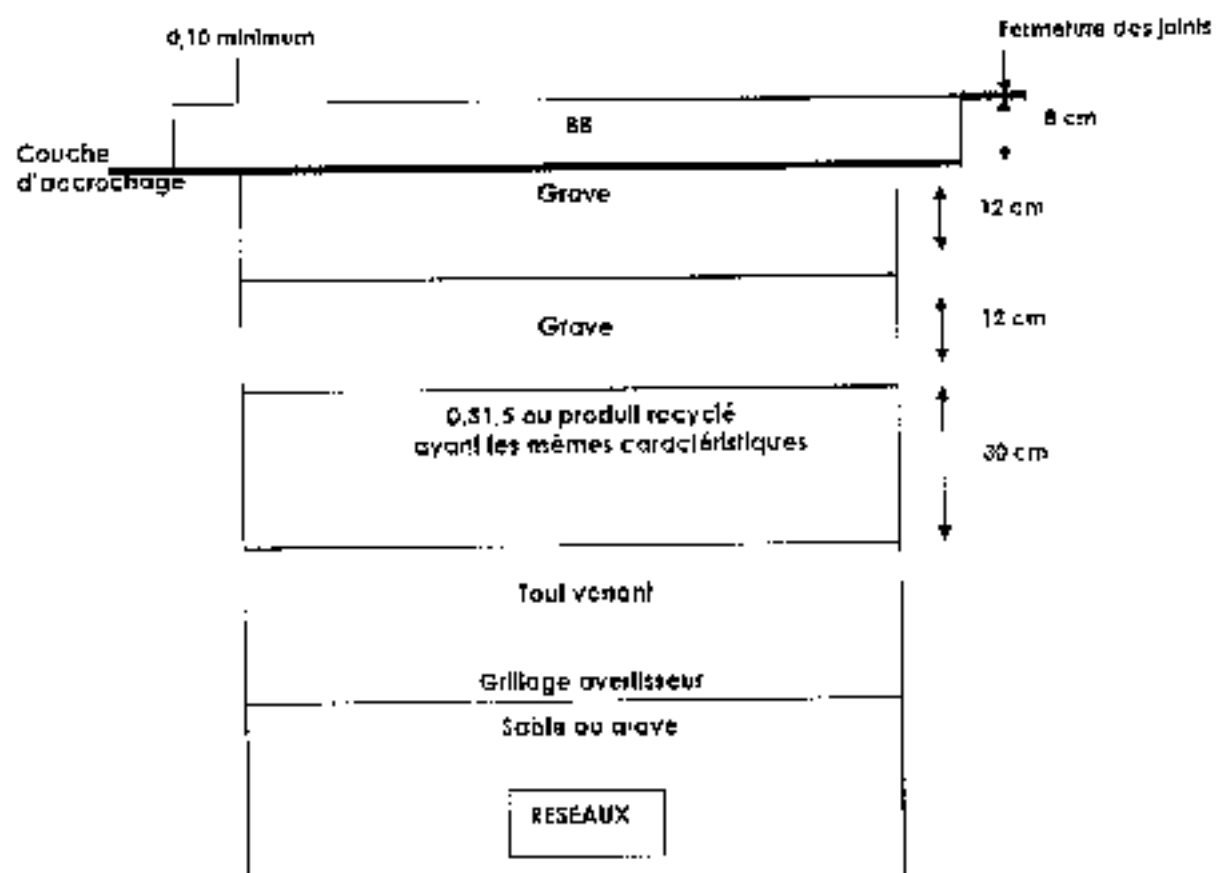 0,10 minimum
Fermeture des joints
BB
8 cm
Couche
d'accrochage
Grave
12 cm
Grave
12 cm
0,31,5 ou produit recyclé
ayant les mêmes caractéristiques
30 cm
Tout venant
Grillage avertisseur
Sable ou grave
RESEAUX